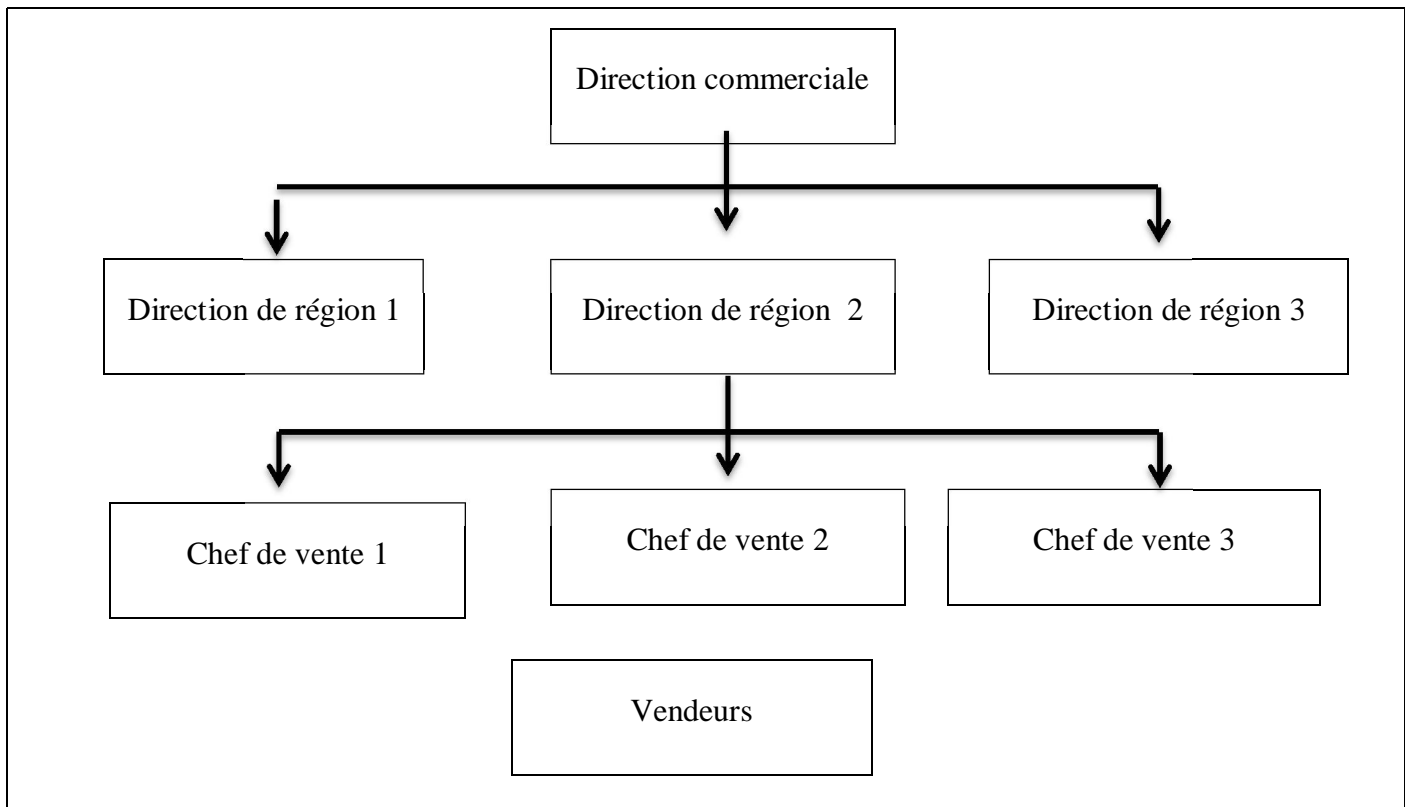 Direction commerciale
Direction de région 1
Direction de région  2
Direction de région 3
Chef de vente 1
Chef de vente 2
Chef de vente 3
Vendeurs